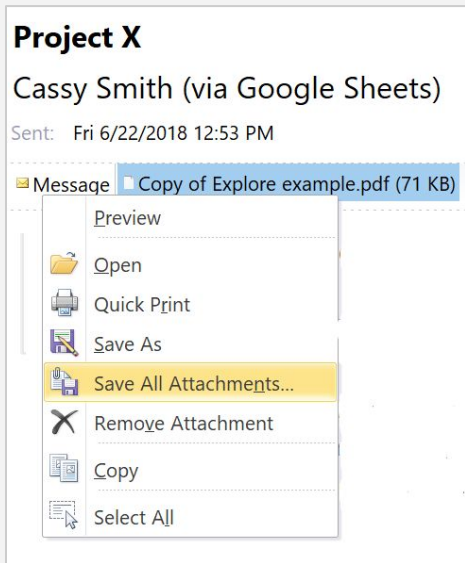 Project X
Cassy Smith (via Google Sheets)
Sent: Fri 6/22/2018 12:53 PM
Message Copy of Explore example.pdf (71 KB)
Preview
Open
Quick Print
Save As
Save All Attachments...
Remove Attachment
Copy
Select All